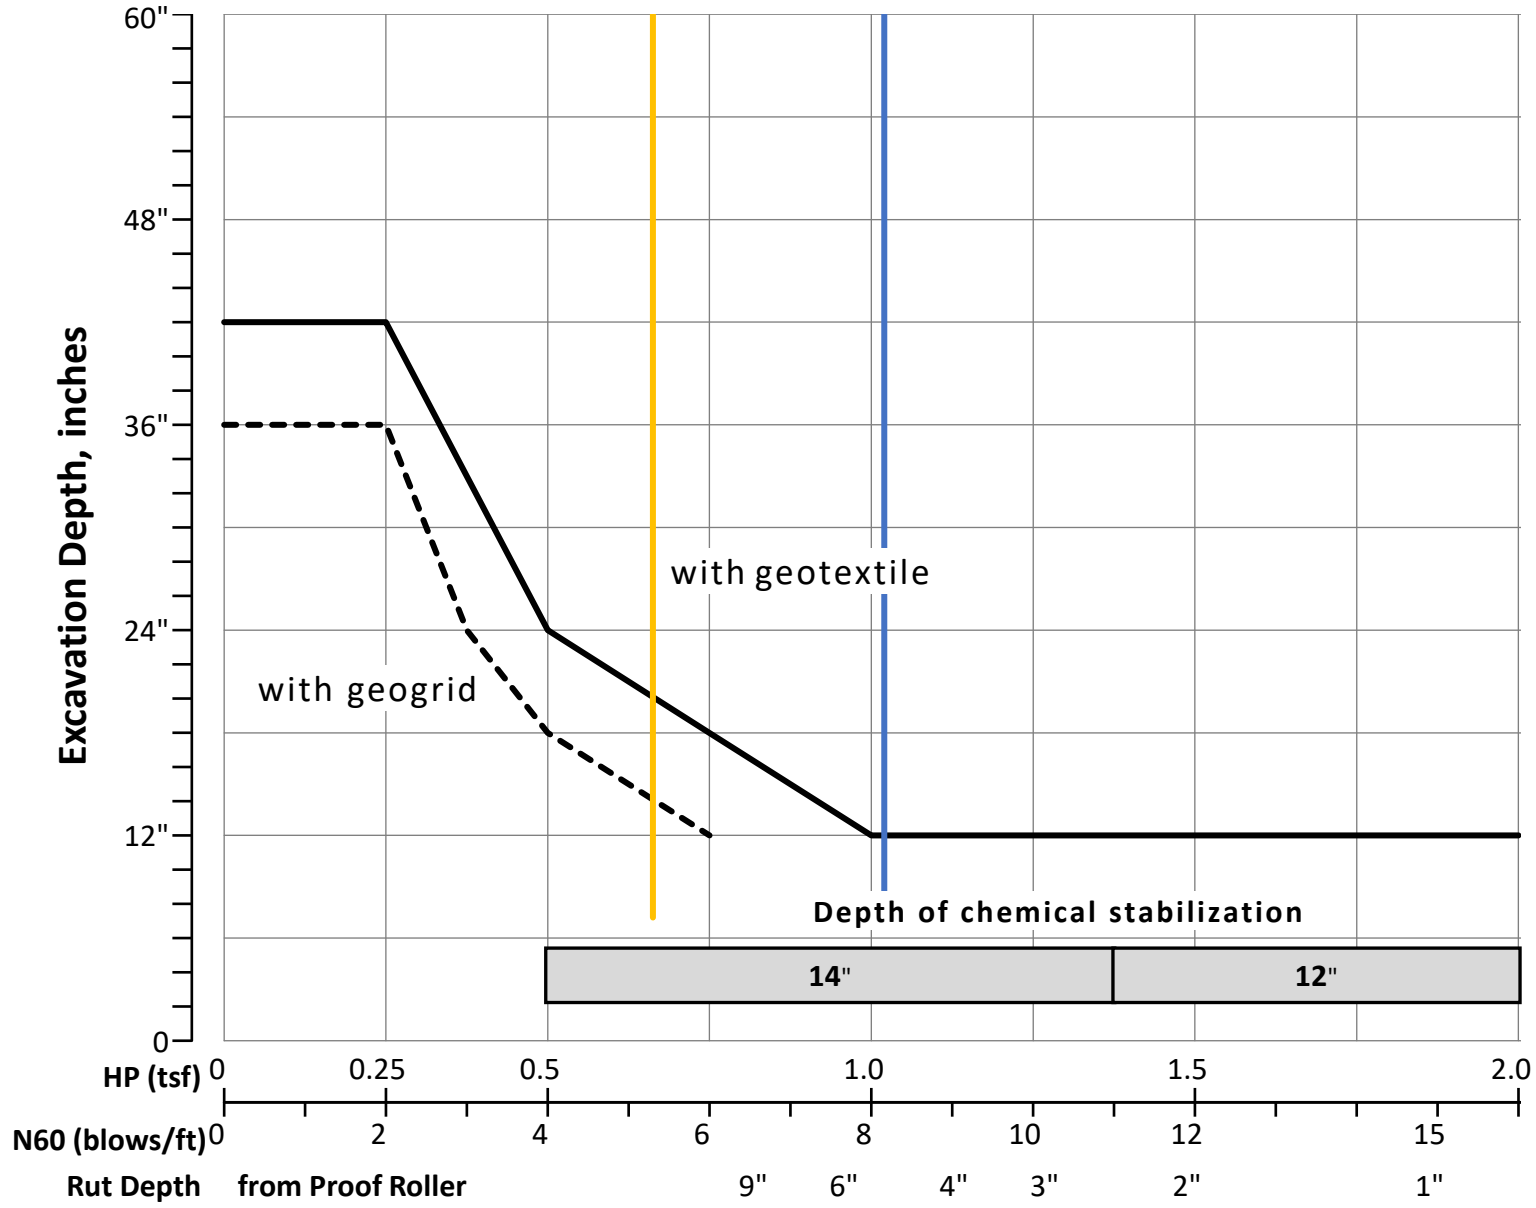 60"
48"
36"
24"
12"
0
Excavation Depth, inches
with geotextile
with geogrid
Depth of chemical stabilization
14" 12"
HP (tsf) 0 0.25 0.5 1.0 1.5 2.0
N60 (blows/ft) 0 2 4 6 8 10 12 15
Rut Depth from Proof Roller 9" 6" 4" 3" 2" 1"